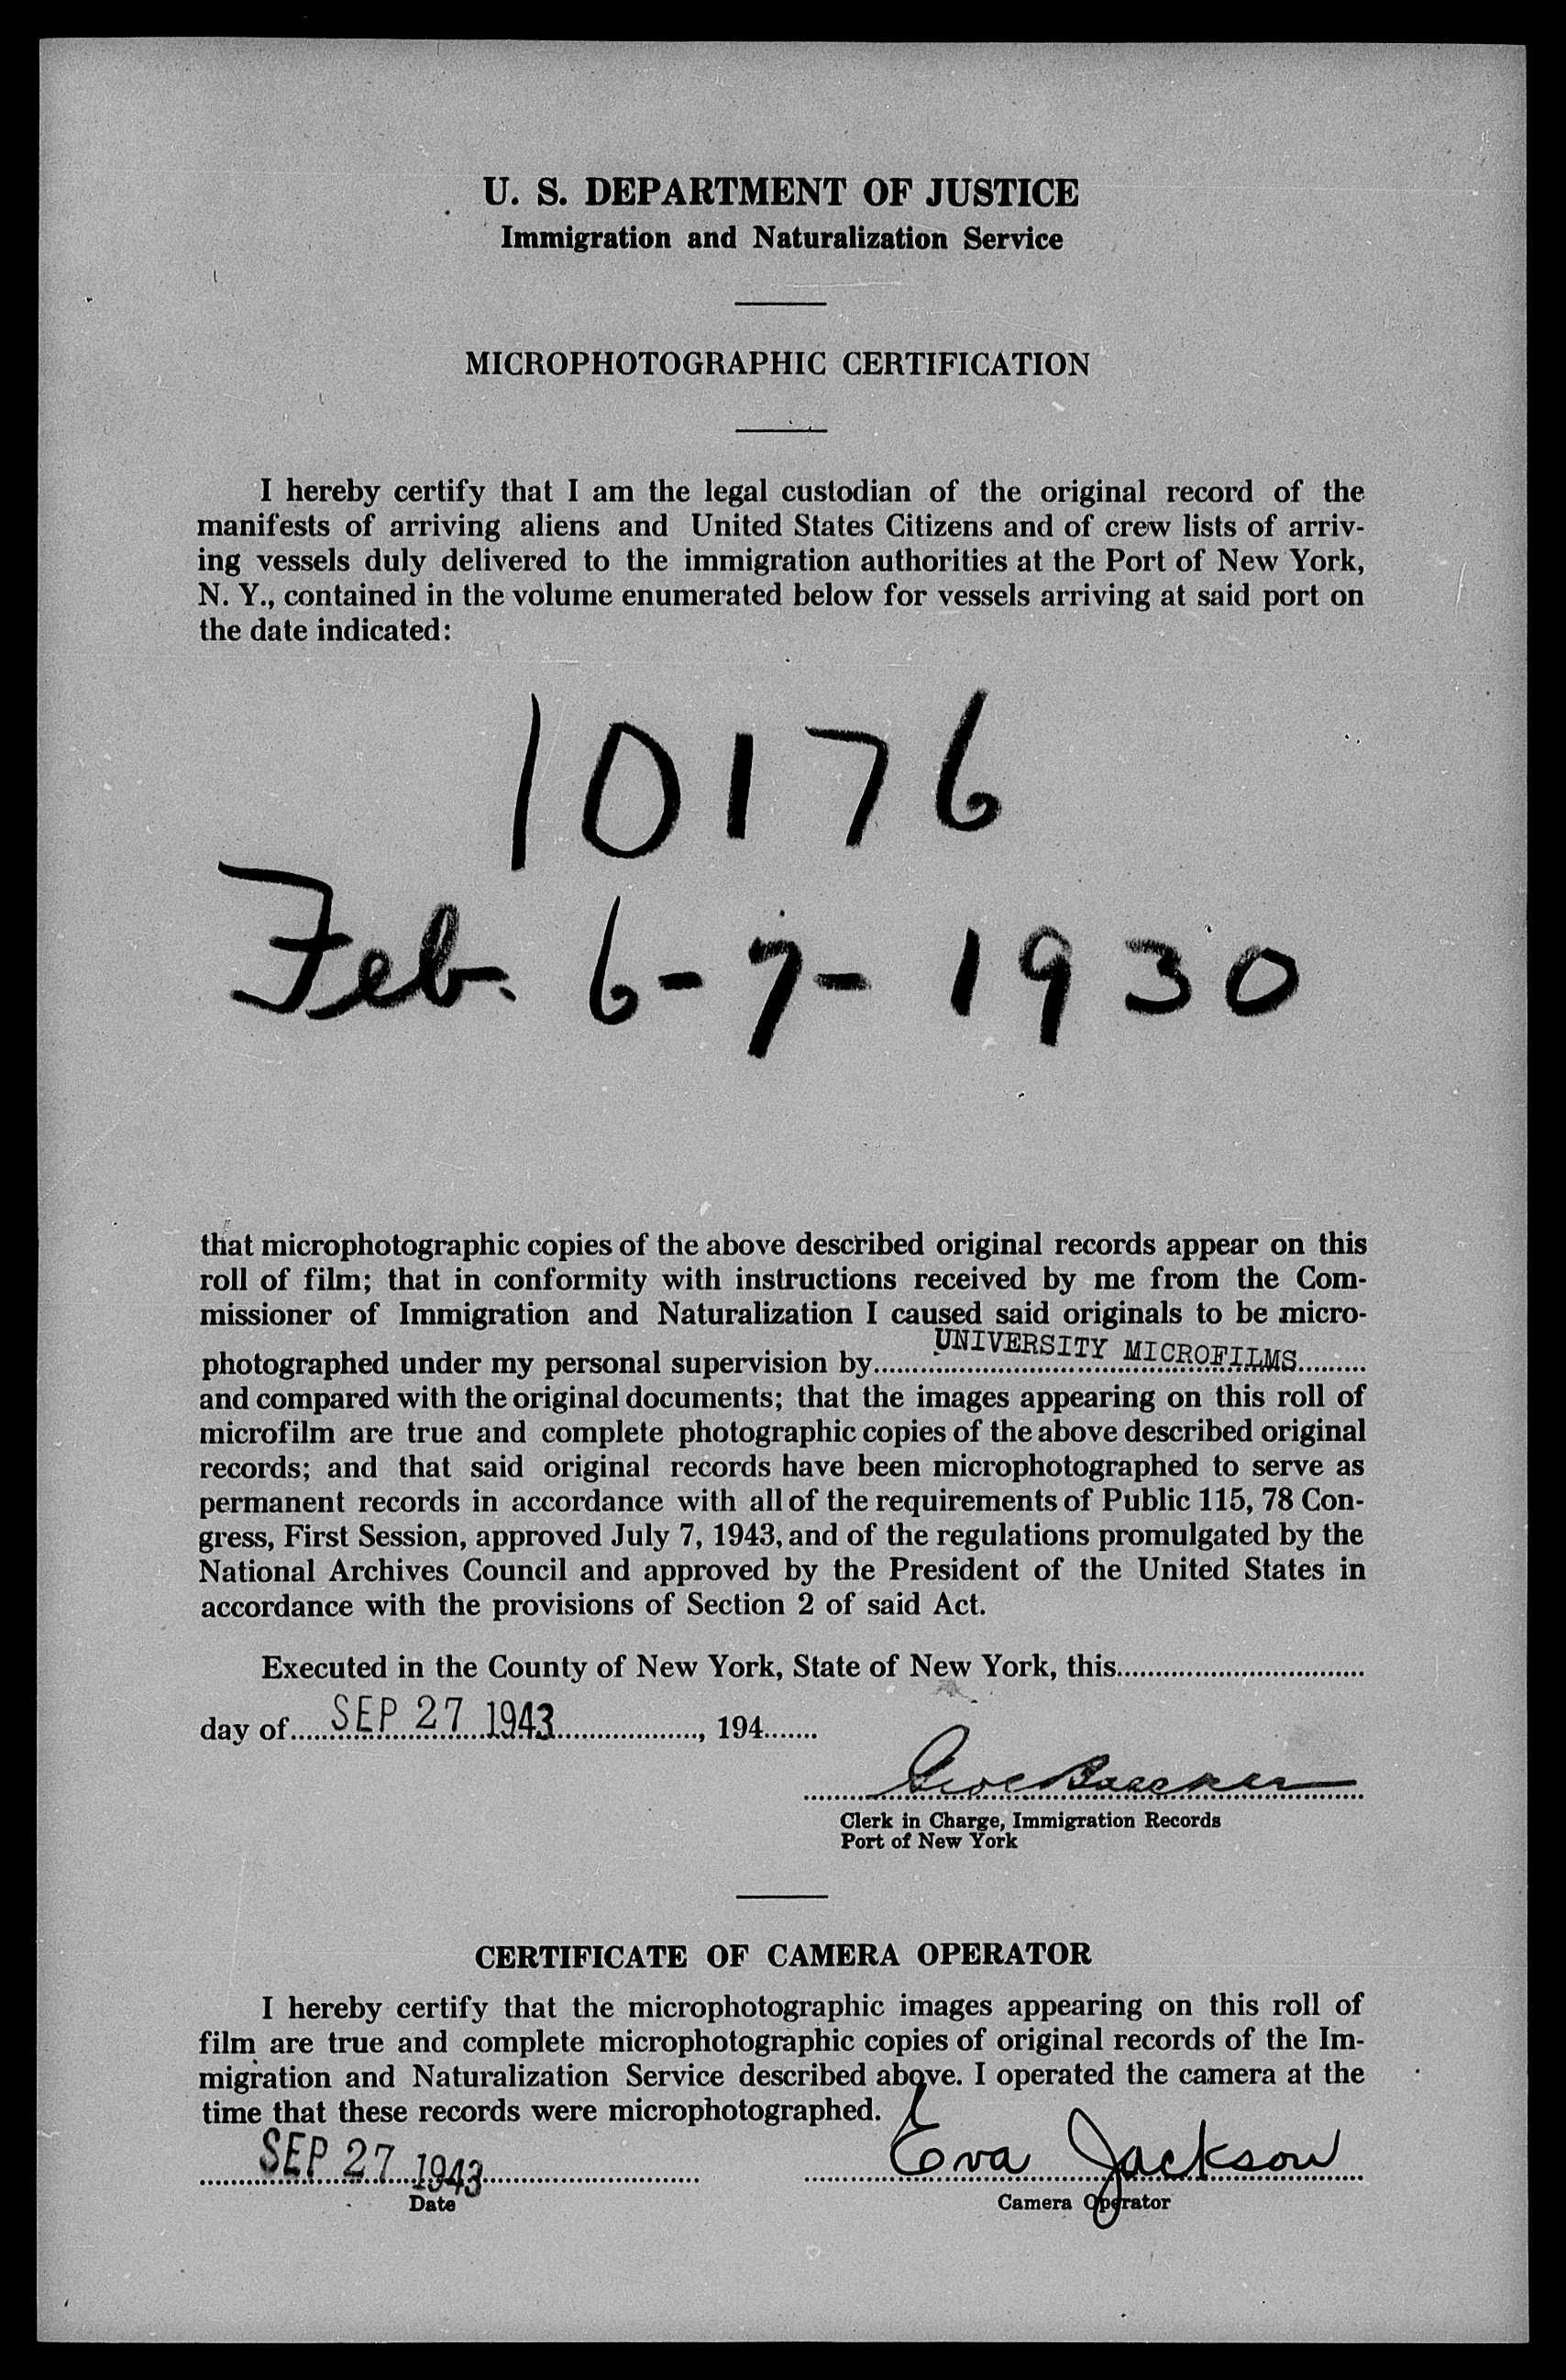 U. S. DEPARTMENT OF JUSTICE
Immigration and Naturalization Service
MICROPHOTOGRAPHIC CERTIFICATION
I hereby certify that I am the legal custodian of the original record of the
manifests of arriving aliens and United States Citizens and of crew lists of arriv-
ing vessels duly delivered to the immigration authorities at the Port of New York,
N. Y., contained in the volume enumerated below for vessels arriving at said port on
the date indicated:
10176
Feb. 6-7-1930
that microphotographic copies of the above described original records appear on this
roll of film; that in conformity with instructions received by me from the Com-
missioner of Immigration and Naturalization I caused said originals to be micro-
photographed under my personal supervision by UNIVERSITY MICROFILMS
and compared with the original documents; that the images appearing on this roll of
microfilm are true and complete photographic copies of the above described original
records; and that said original records have been microphotographed to serve as
permanent records in accordance with all of the requirements of Public 115, 78 Con-
gress, First Session, approved July 7, 1943, and of the regulations promulgated by the
National Archives Council and approved by the President of the United States in
accordance with the provisions of Section 2 of said Act.
Executed in the County of New York, State of New York, this
day of SEP 27 1943, 194
Clerk in Charge, Immigration Records
Port of New York
CERTIFICATE OF CAMERA OPERATOR
I hereby certify that the microphotographic images appearing on this roll of
film are true and complete microphotographic copies of original records of the Im-
migration and Naturalization Service described above. I operated the camera at the
time that these records were microphotographed.
SEP 27 1943 Eva Jackson
Date Camera Operator